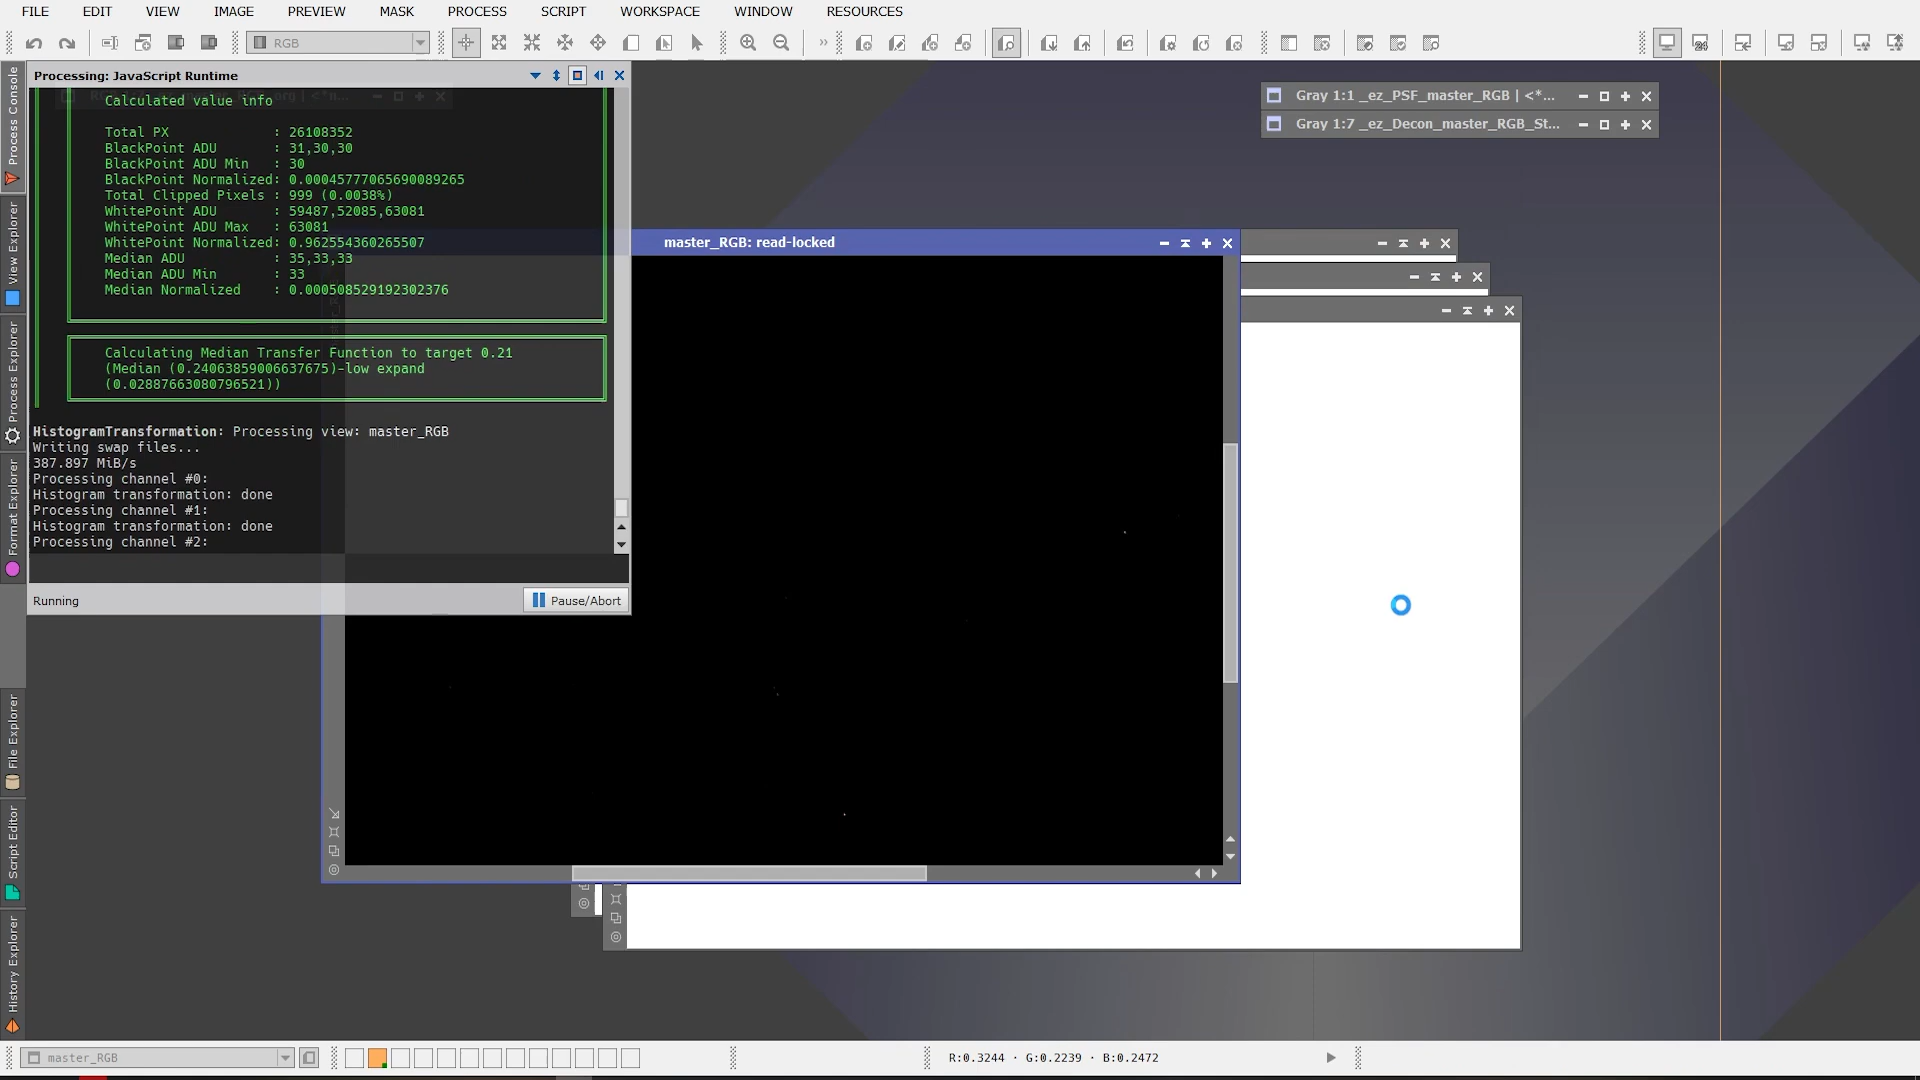 FILE EDIT VIEW IMAGE PREVIEW MASK PROCESS SCRIPT WORKSPACE WINDOW RESOURCES
RGB
Processing: JavaScript Runtime
Calculated value info
Total PX : 26108352
BlackPoint ADU : 31,30,30
BlackPoint ADU Min : 30
BlackPoint Normalized: 0.00045777065690089265
Total Clipped Pixels : 999 (0.0038%)
WhitePoint ADU : 59487,52085,63081
WhitePoint ADU Max : 63081
WhitePoint Normalized: 0.962554360265507
Median ADU : 35,33,33
Median ADU Min : 33
Median Normalized : 0.000508529192302376
Calculating Median Transfer Function to target 0.21
(Median (0.24063859006637675)-low expand
(0.02887663080796521))
HistogramTransformation: Processing view: master_RGB
Writing swap files...
387.897 MiB/s
Processing channel #0:
Histogram transformation: done
Processing channel #1:
Histogram transformation: done
Processing channel #2:
Running
Pause/Abort
Process Console
View Explorer
Process Explorer
Format Explorer
File Explorer
Script Editor
History Explorer
Gray 1:1 _ez_PSF_master_RGB | <*...
Gray 1:7 _ez_Decon_master_RGB_St...
master_RGB: read-locked
master_RGB
R:0.3244 · G:0.2239 · B:0.2472